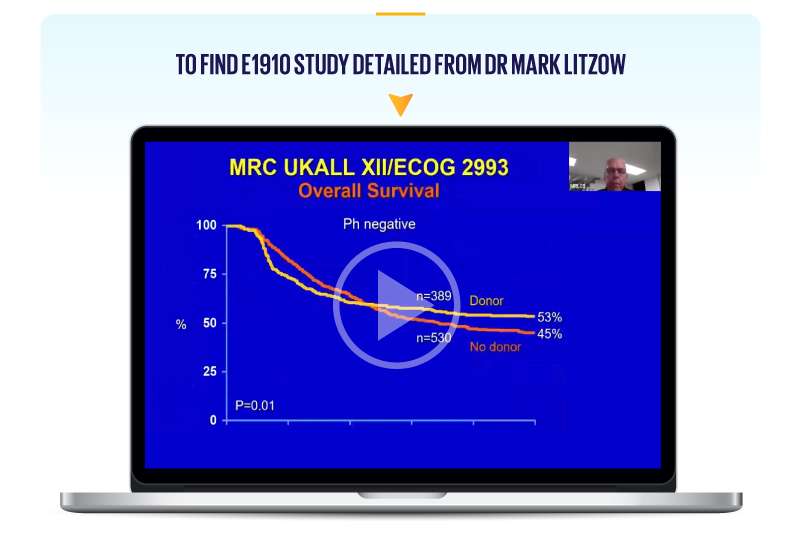 TO FIND E1910 STUDY DETAILED FROM DR MARK LITZOW
MRC UKALL XII/ECOG 2993
Overall Survival
Ph negative
100
75
%
50
25
0
n=389
Donor
53%
45%
n=530
No donor
P=0.01